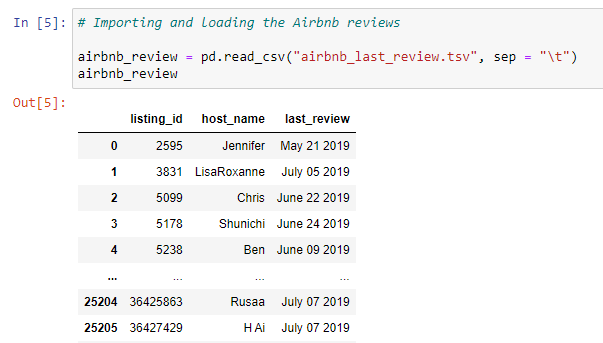 In [5]: # Importing and loading the Airbnb reviews
airbnb_review = pd.read_csv("airbnb_last_review.tsv", sep = "\t")
airbnb_review
Out[5]:
listing_id host_name last_review
0 2595 Jennifer May 21 2019
1 3831 LisaRoxanne July 05 2019
2 5099 Chris June 22 2019
3 5178 Shunichi June 24 2019
4 5238 Ben June 09 2019
... ... ... ...
25204 36425863 Rusaa July 07 2019
25205 36427429 H Ai July 07 2019